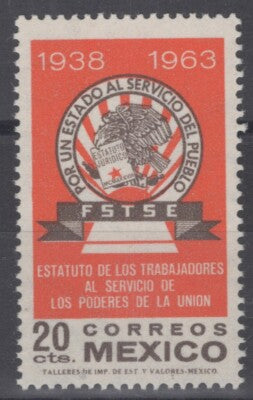 1938 1963
POR UN ESTADO AL SERVICIO DEL PUEBLO
ESTATUTO
JURIDICO
FSTSE
ESTATUTO DE LOS TRABAJADORES
AL SERVICIO DE
LOS PODERES DE LA UNION
20 CORREOS
cts. MEXICO
TALLERES DE IMP. DE EST. Y VALORES-MEXICO.